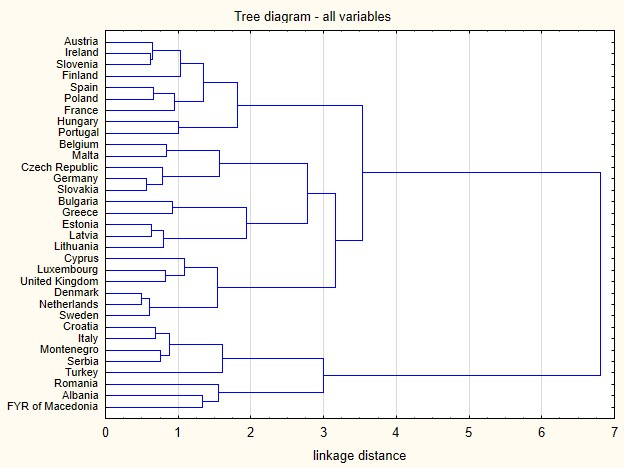 Tree diagram - all variables
Austria
Ireland
Slovenia
Finland
Spain
Poland
France
Hungary
Portugal
Belgium
Malta
Czech Republic
Germany
Slovakia
Bulgaria
Greece
Estonia
Latvia
Lithuania
Cyprus
Luxembourg
United Kingdom
Denmark
Netherlands
Sweden
Croatia
Italy
Montenegro
Serbia
Turkey
Romania
Albania
FYR of Macedonia
0 1 2 3 4 5 6 7
linkage distance